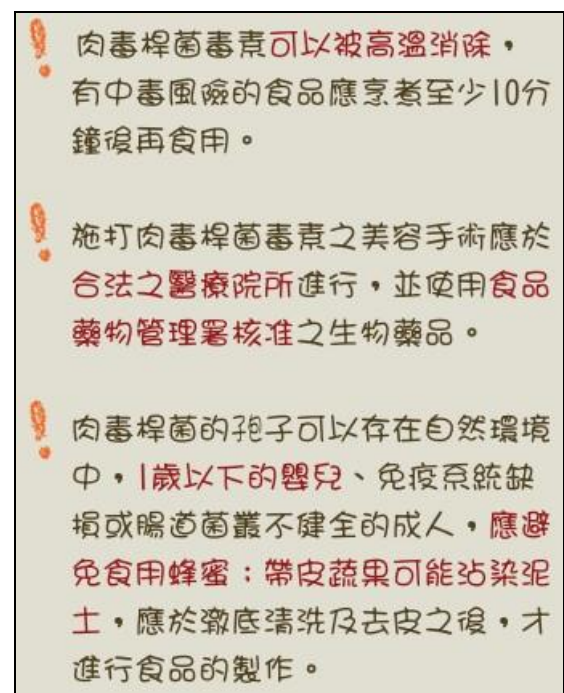 肉毒桿菌毒素可以被高溫消除，
有中毒風險的食品應烹煮至少10分
鐘後再食用。
施打肉毒桿菌毒素之美容手術應於
合法之醫療院所進行，並使用食品
藥物管理署核准之生物藥品。
肉毒桿菌的孢子可以存在自然環境
中，1歲以下的嬰兒、免疫系統缺
損或腸道菌叢不健全的成人，應避
免食用蜂蜜；帶皮蔬果可能沾染泥
土，應於澈底清洗及去皮之後，才
進行食品的製作。